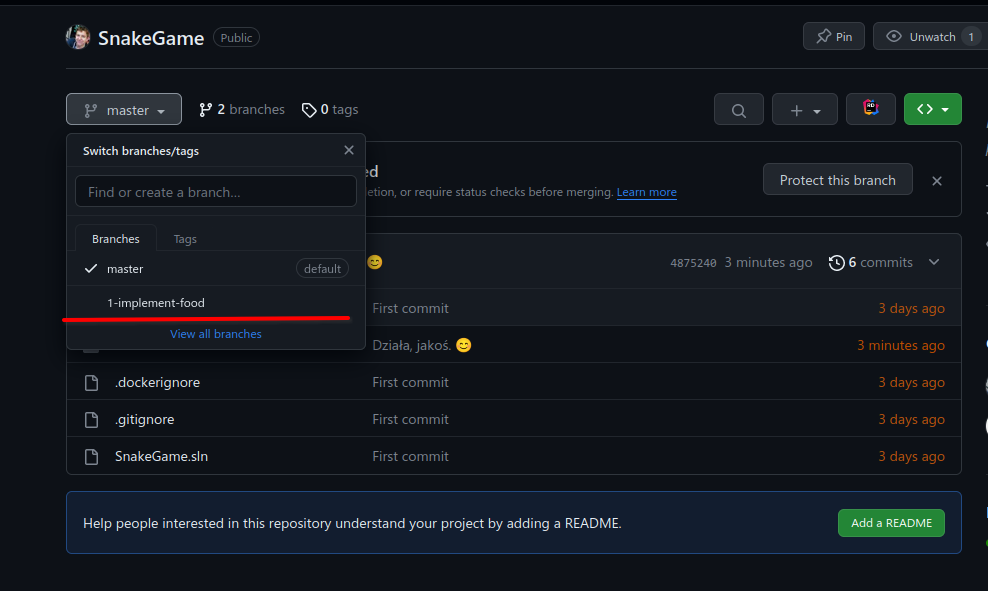 SnakeGame Public Pin Unwatch 1
master 2 branches 0 tags
Switch branches/tags
Find or create a branch...
Branches Tags
master default
1-implement-food
View all branches
or require status checks before merging. Learn more
Protect this branch
😊 4875240 3 minutes ago 6 commits
First commit 3 days ago
Działa, jakoś. 😊 3 minutes ago
.dockerignore First commit 3 days ago
.gitignore First commit 3 days ago
SnakeGame.sln First commit 3 days ago
Help people interested in this repository understand your project by adding a README. Add a README